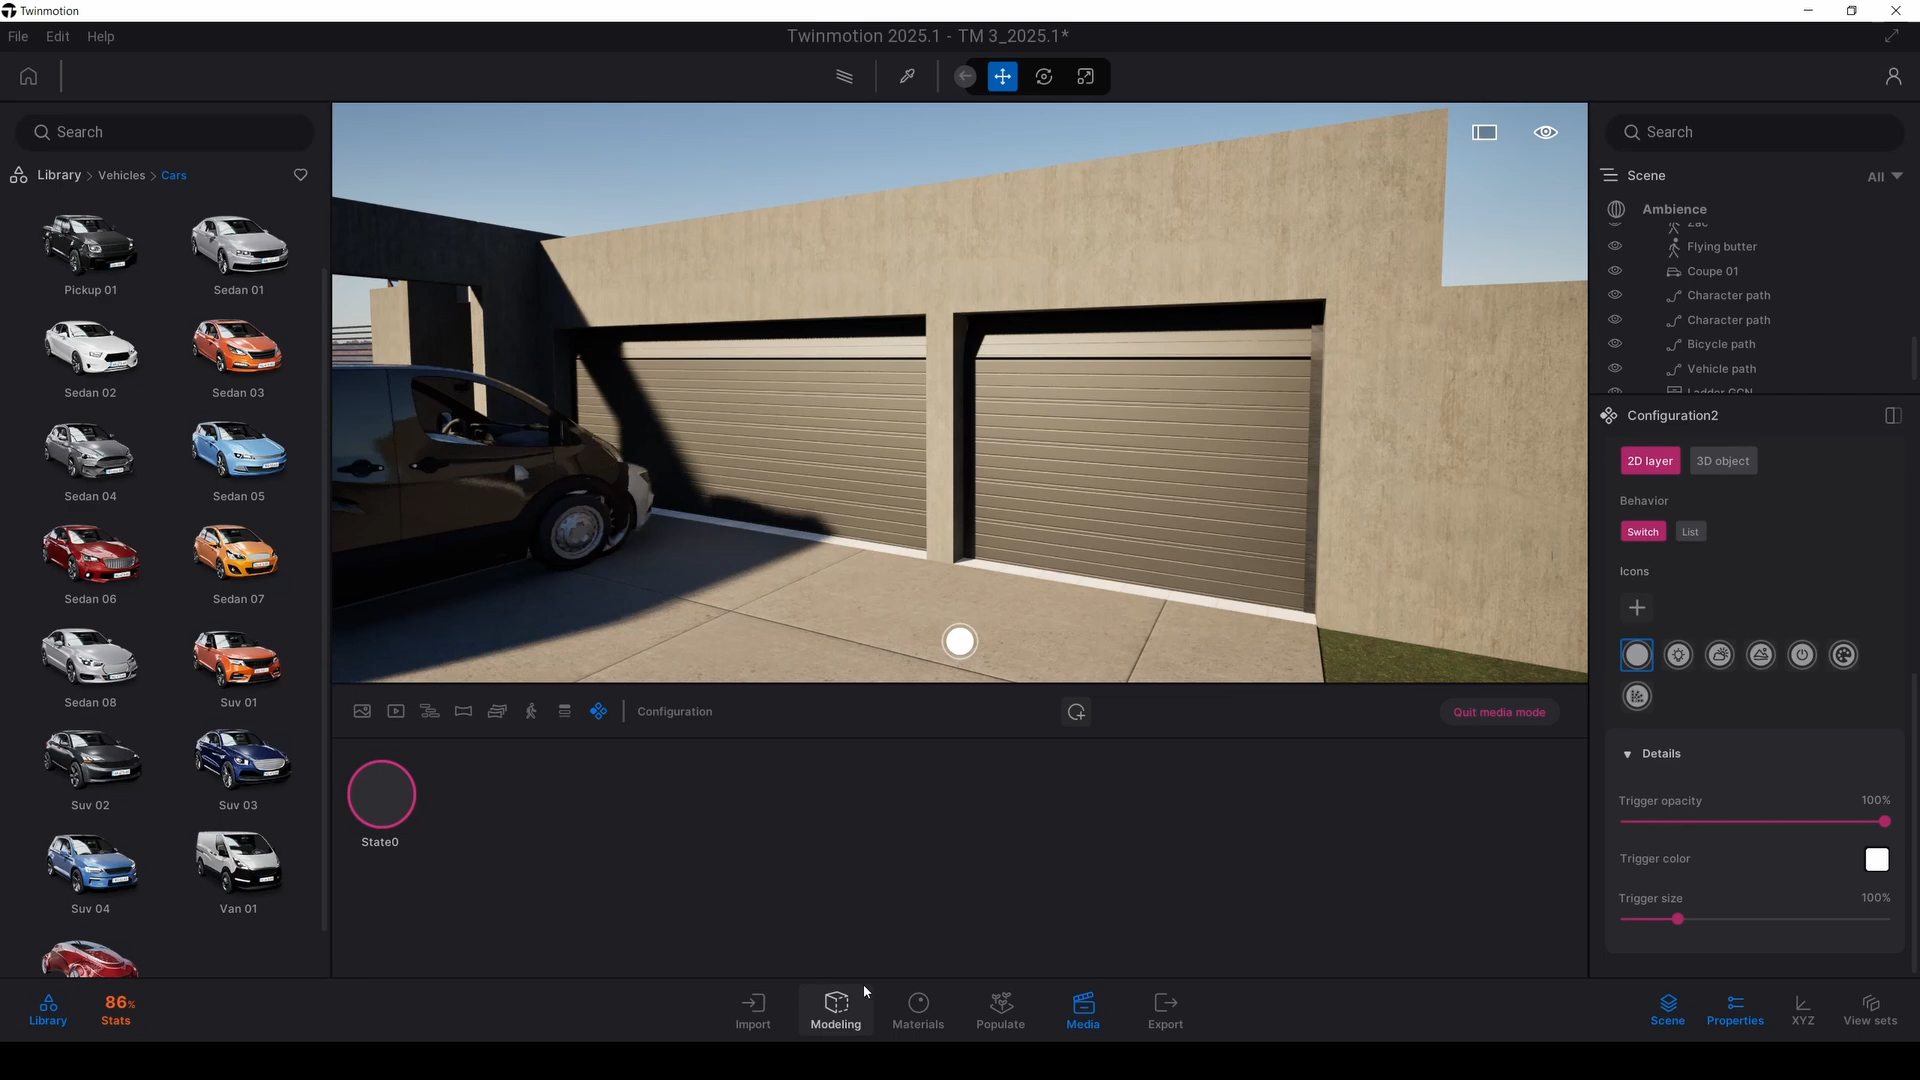 Twinmotion
File Edit Help
Twinmotion 2025.1 - TM 3_2025.1*
Search
Library > Vehicles > Cars
Pickup 01
Sedan 01
Sedan 02
Sedan 03
Sedan 04
Sedan 05
Sedan 06
Sedan 07
Sedan 08
Suv 01
Suv 02
Suv 03
Suv 04
Van 01
Configuration
Quit media mode
State0
Search
Scene
All
Ambience
Zac
Flying butter
Coupe 01
Character path
Character path
Bicycle path
Vehicle path
Ladder GCN
Configuration2
2D layer
3D object
Behavior
Switch
List
Icons
Details
Trigger opacity
100%
Trigger color
Trigger size
100%
Library
86%
Stats
Import
Modeling
Materials
Populate
Media
Export
Scene
Properties
XYZ
View sets